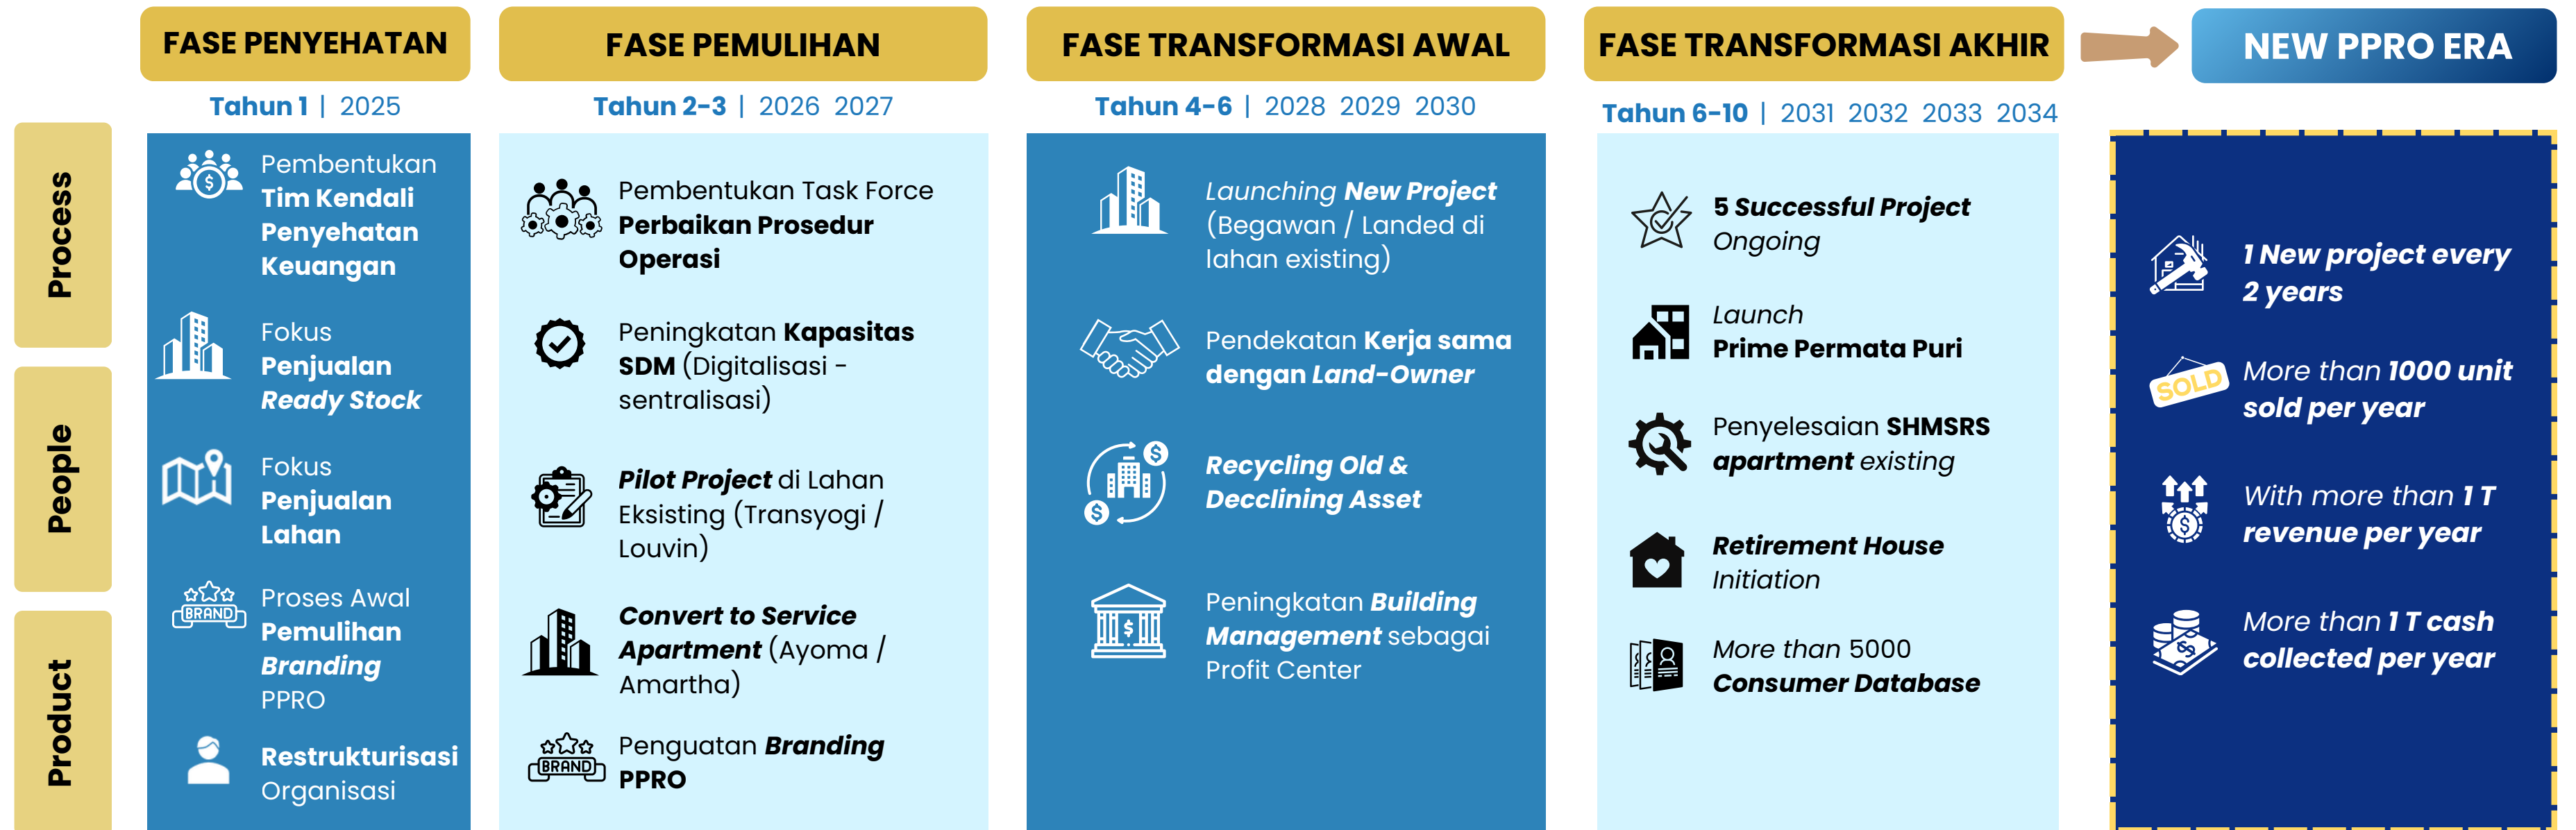 FASE PENYEHATAN
Tahun 1 | 2025
Process
People
Product
Pembentukan
Tim Kendali
Penyehatan
Keuangan
Fokus
Penjualan
Ready Stock
Fokus
Penjualan
Lahan
BRAND
Proses Awal
Pemulihan
Branding
PPRO
Restrukturisasi
Organisasi
FASE PEMULIHAN
Tahun 2-3 | 2026 2027
Pembentukan Task Force
Perbaikan Prosedur
Operasi
Peningkatan Kapasitas
SDM (Digitalisasi -
sentralisasi)
Pilot Project di Lahan
Eksisting (Transyogi /
Louvin)
Convert to Service
Apartment (Ayoma /
Amartha)
BRAND
Penguatan Branding
PPRO
FASE TRANSFORMASI AWAL
Tahun 4-6 | 2028 2029 2030
Launching New Project
(Begawan / Landed di
lahan existing)
Pendekatan Kerja sama
dengan Land-Owner
Recycling Old &
Decclining Asset
Peningkatan Building
Management sebagai
Profit Center
FASE TRANSFORMASI AKHIR
Tahun 6-10 | 2031 2032 2033 2034
5 Successful Project
Ongoing
Launch
Prime Permata Puri
Penyelesaian SHMSRS
apartment existing
Retirement House
Initiation
More than 5000
Consumer Database
NEW PPRO ERA
1 New project every
2 years
SOLD
More than 1000 unit
sold per year
With more than 1 T
revenue per year
More than 1 T cash
collected per year